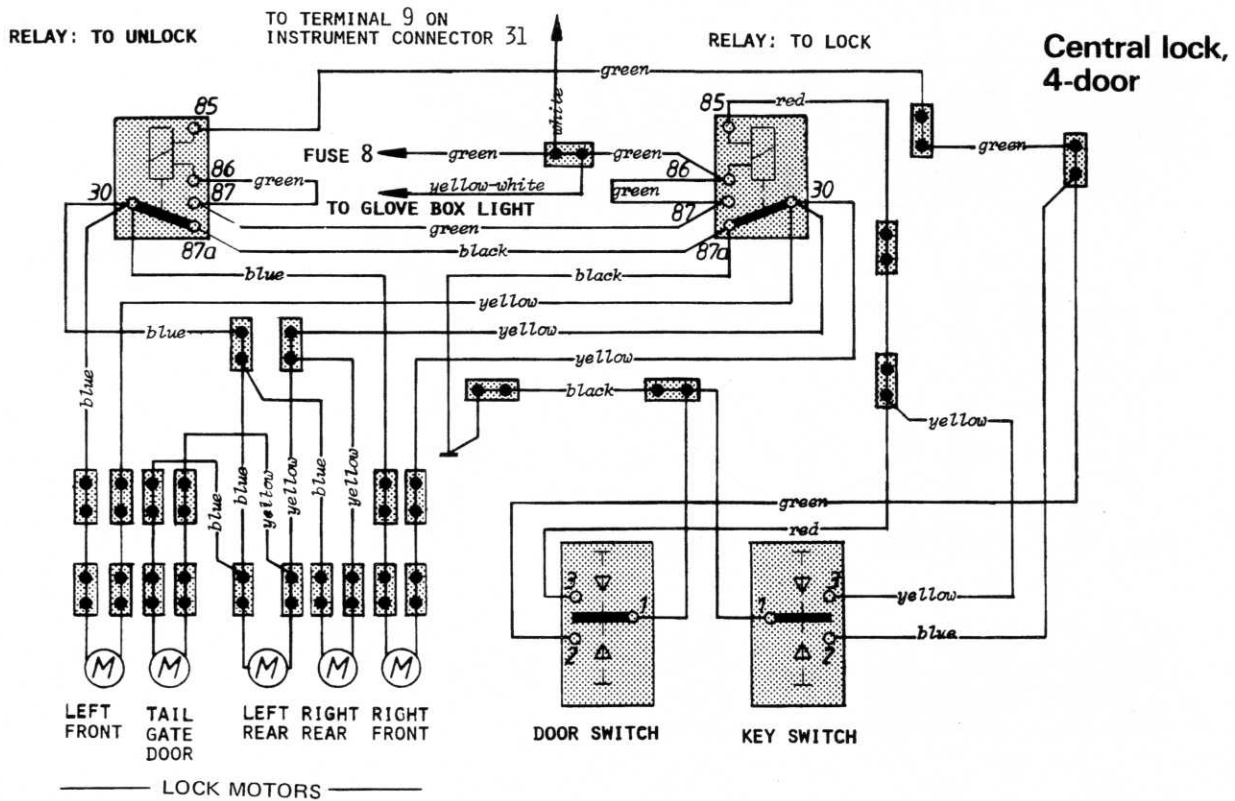 TO TERMINAL 9 ON
INSTRUMENT CONNECTOR 31
RELAY: TO UNLOCK
RELAY: TO LOCK
Central lock,
4-door
green
85
85
red
white
FUSE 8
green
green
green
86
86
green
87
yellow-white
green
30
30
TO GLOVE BOX LIGHT
87
green
87a
black
87a
blue
black
yellow
blue
yellow
yellow
blue
black
yellow
blue
blue
yellow
yellow
blue
yellow
green
red
3
3
1
1
yellow
2
2
blue
M
M
M
M
M
LEFT
FRONT
TAIL
GATE
DOOR
LEFT
REAR
RIGHT
REAR
RIGHT
FRONT
DOOR SWITCH
KEY SWITCH
LOCK MOTORS